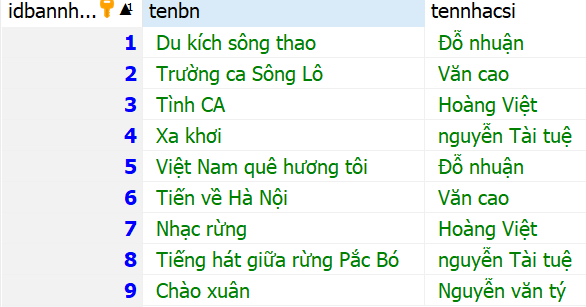 idbannh... 1 tenbn tennhacsi
1 Du kích sông thao Đỗ nhuận
2 Trường ca Sông Lô Văn cao
3 Tình CA Hoàng Việt
4 Xa khơi nguyễn Tài tuệ
5 Việt Nam quê hương tôi Đỗ nhuận
6 Tiến về Hà Nội Văn cao
7 Nhạc rừng Hoàng Việt
8 Tiếng hát giữa rừng Pắc Bó nguyễn Tài tuệ
9 Chào xuân Nguyễn văn tý